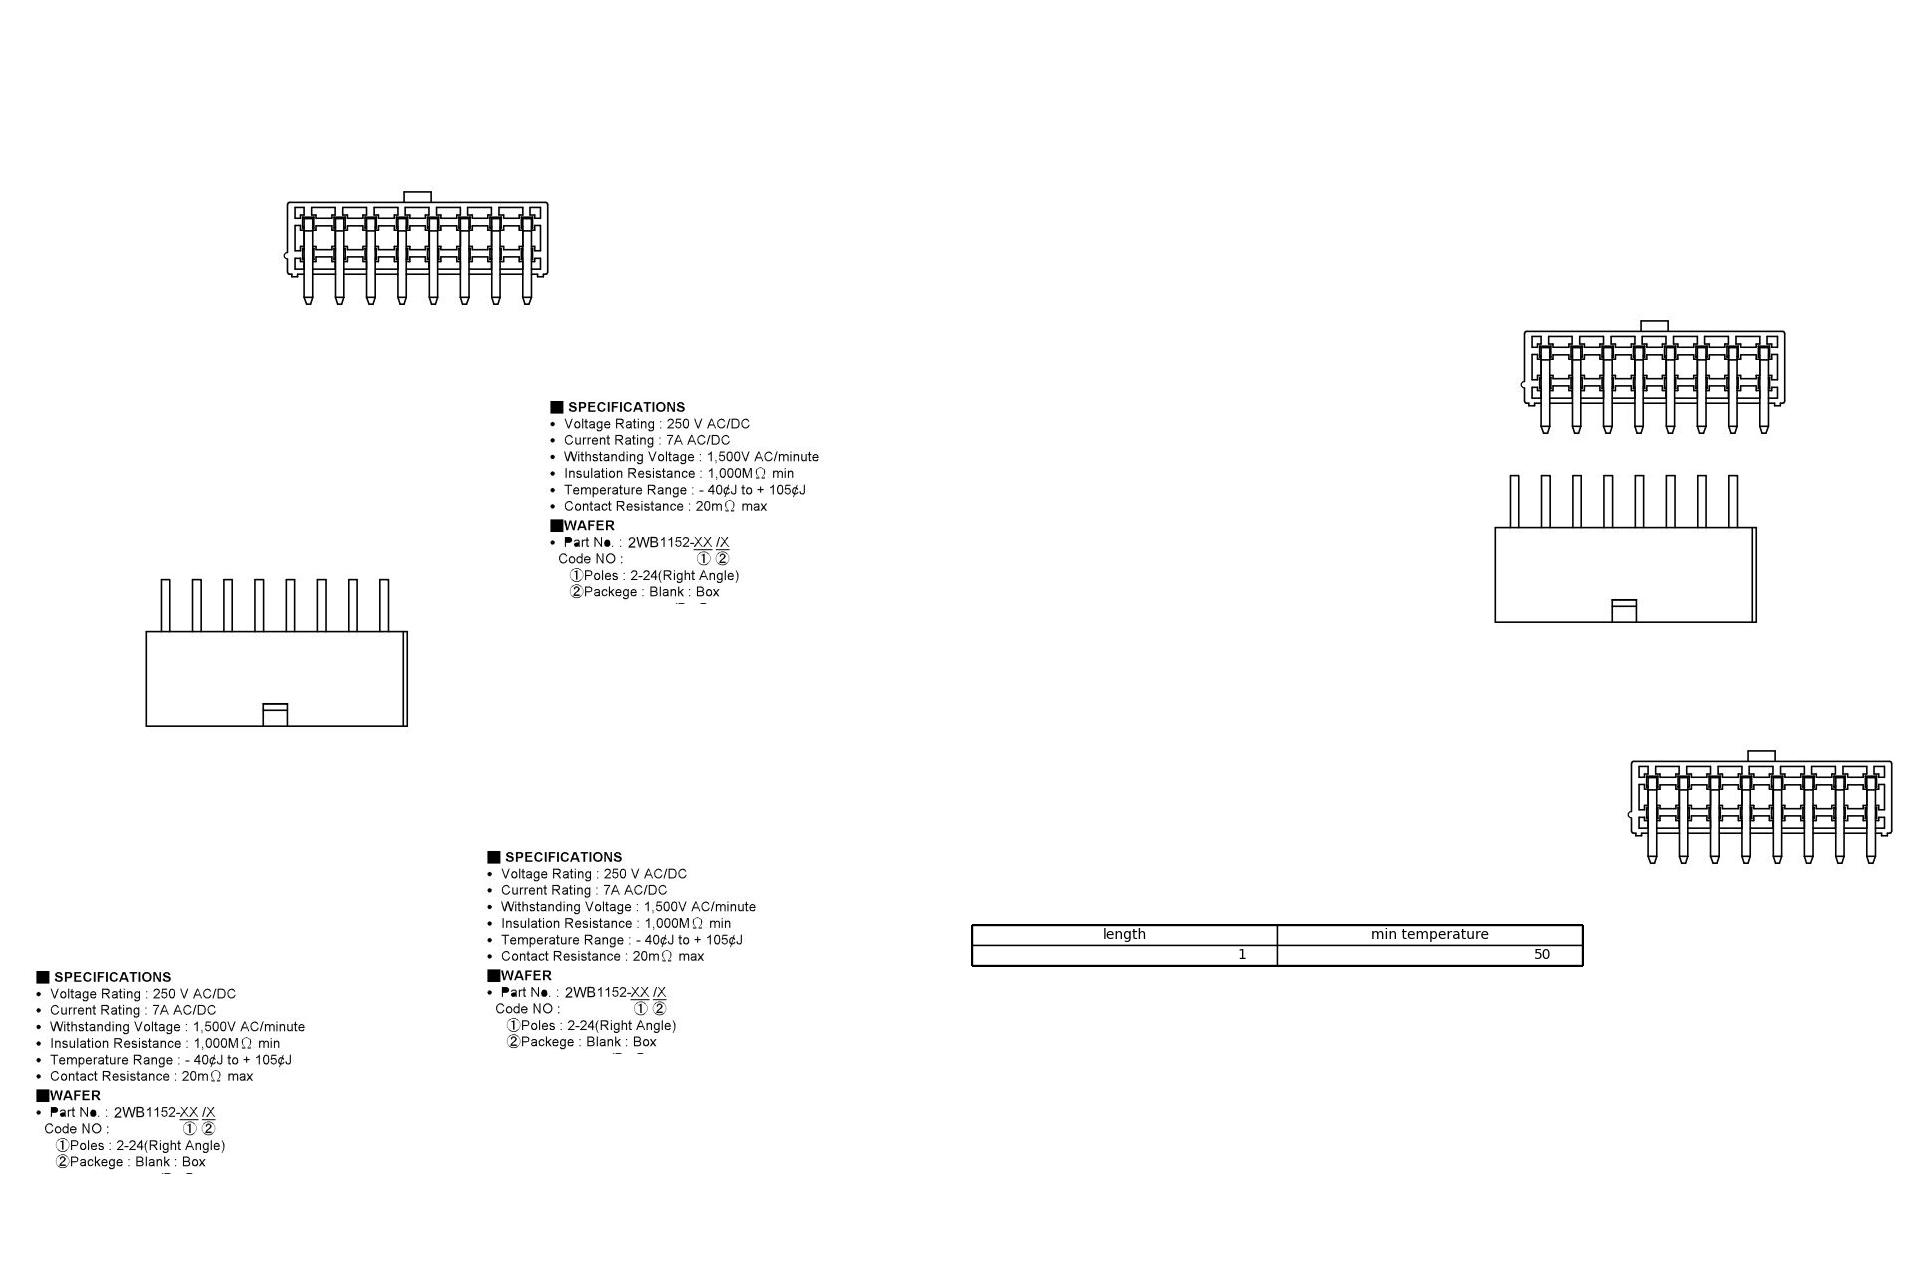 ■ SPECIFICATIONS
• Voltage Rating : 250 V AC/DC
• Current Rating : 7A AC/DC
• Withstanding Voltage : 1,500V AC/minute
• Insulation Resistance : 1,000MΩ min
• Temperature Range : - 40¢J to + 105¢J
• Contact Resistance : 20mΩ max
■WAFER
• Part No. : 2WB1152-XX /X
Code NO : ① ②
①Poles : 2-24(Right Angle)
②Packege : Blank : Box
■ SPECIFICATIONS
• Voltage Rating : 250 V AC/DC
• Current Rating : 7A AC/DC
• Withstanding Voltage : 1,500V AC/minute
• Insulation Resistance : 1,000MΩ min
• Temperature Range : - 40¢J to + 105¢J
• Contact Resistance : 20mΩ max
■WAFER
• Part No. : 2WB1152-XX /X
Code NO : ① ②
①Poles : 2-24(Right Angle)
②Packege : Blank : Box
length min temperature
1 50
■ SPECIFICATIONS
• Voltage Rating : 250 V AC/DC
• Current Rating : 7A AC/DC
• Withstanding Voltage : 1,500V AC/minute
• Insulation Resistance : 1,000MΩ min
• Temperature Range : - 40¢J to + 105¢J
• Contact Resistance : 20mΩ max
■WAFER
• Part No. : 2WB1152-XX /X
Code NO : ① ②
①Poles : 2-24(Right Angle)
②Packege : Blank : Box